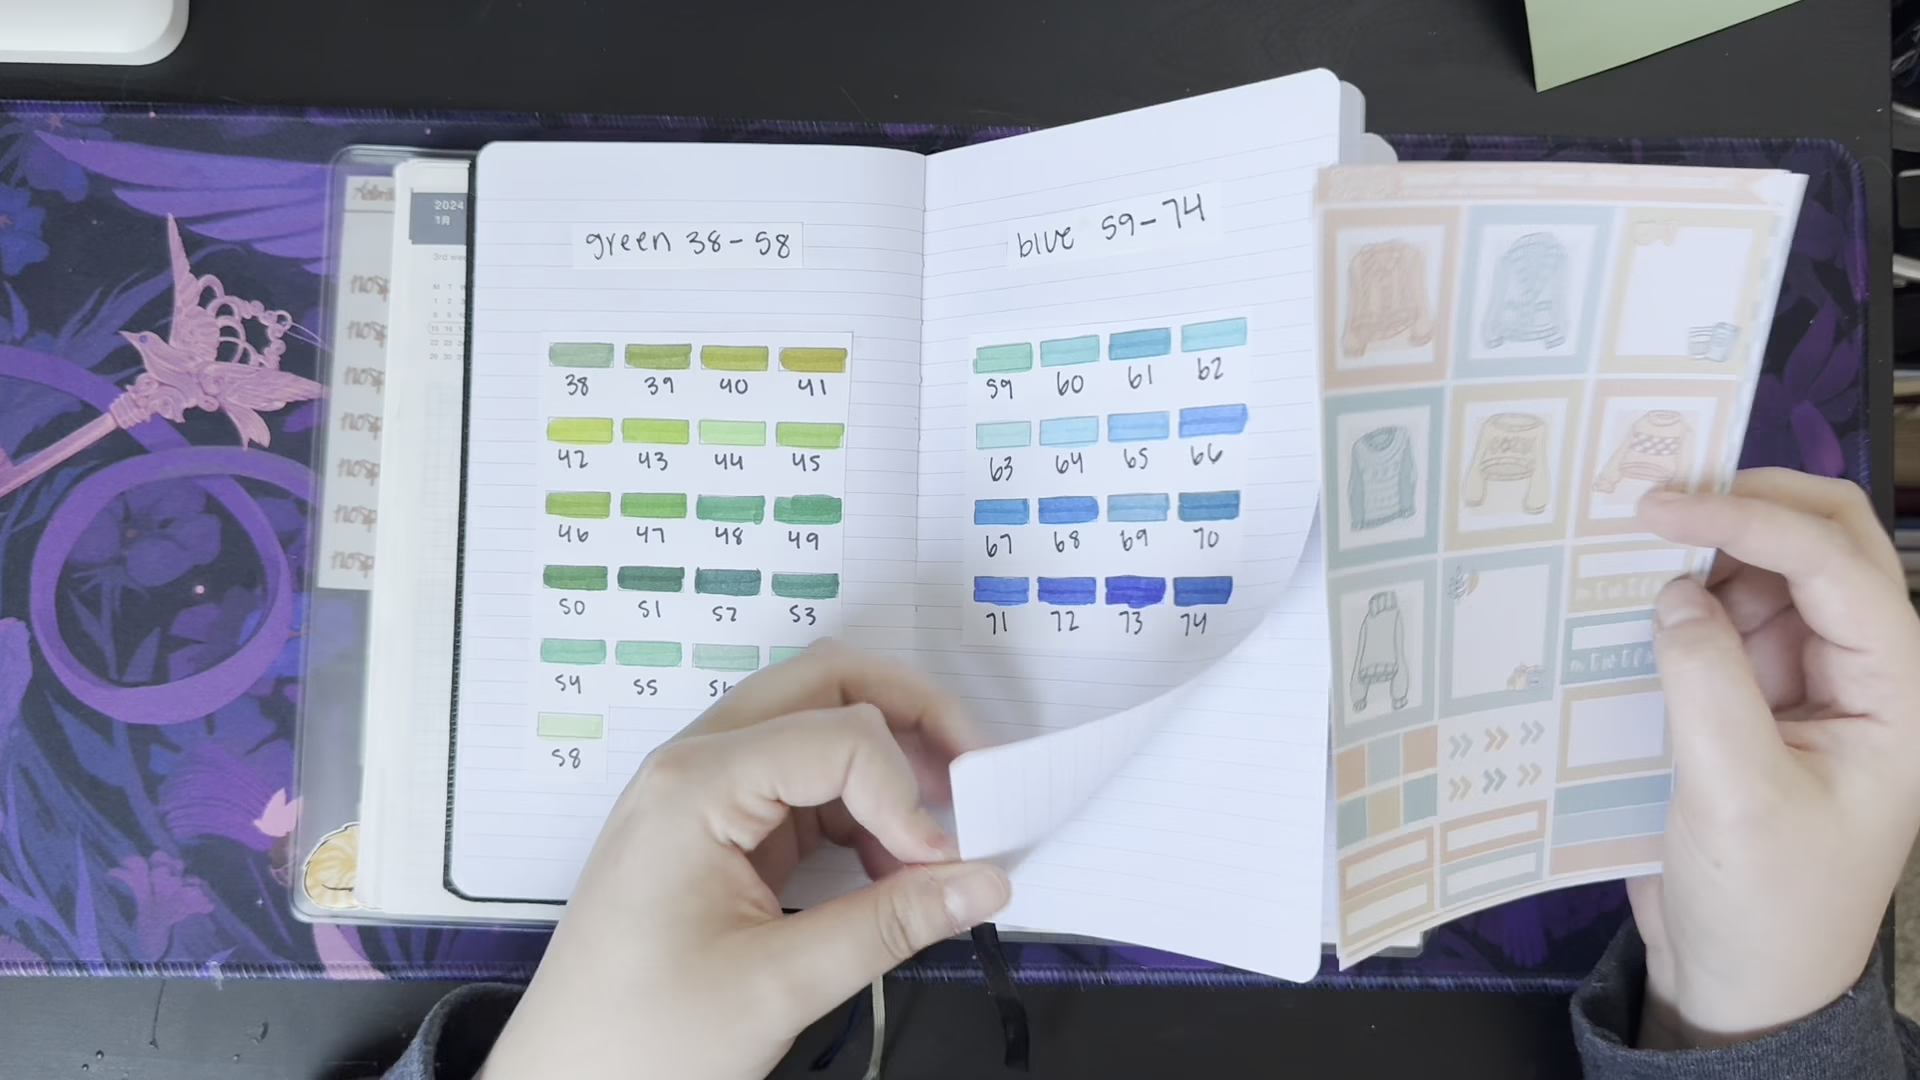 2024
1月
3rd
green 38-58
38 39 40 41
42 43 44 45
46 47 48 49
50 51 52 53
54 55
58
blue 59-74
59 60 61 62
63 64 65 66
67 68 69 70
71 72 73 74